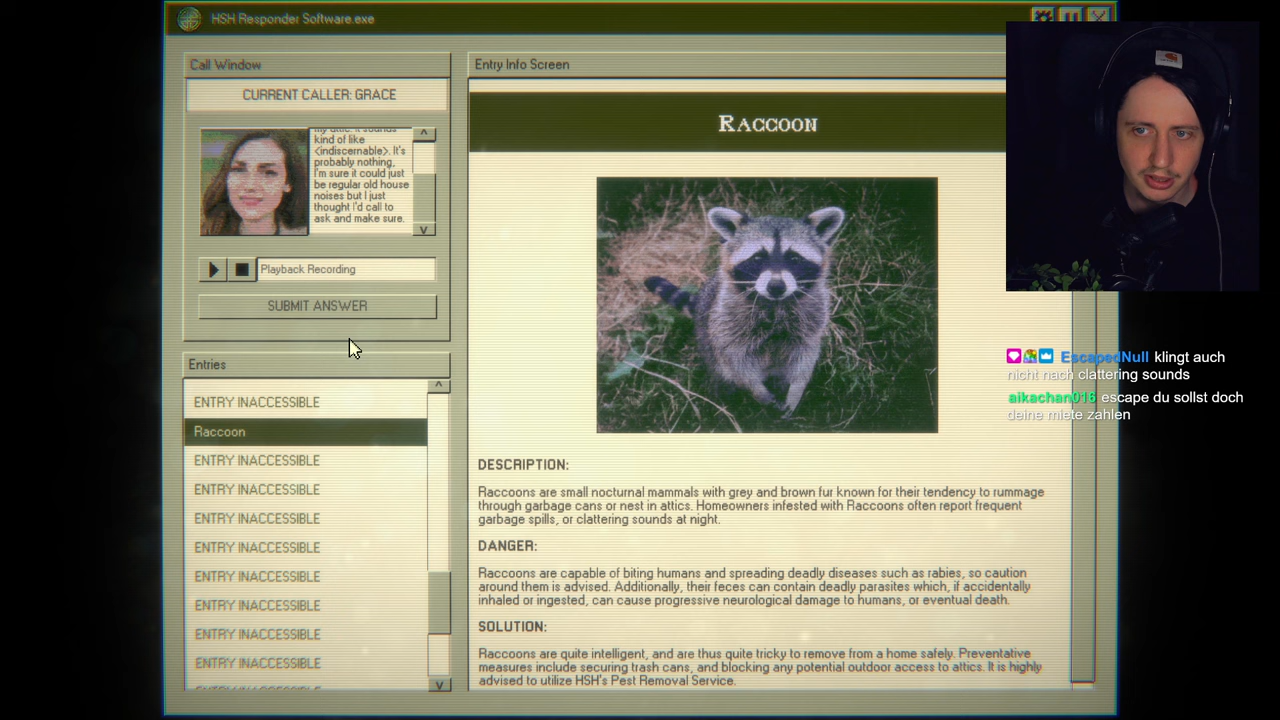 HSH Responder Software.exe
Call Window
CURRENT CALLER: GRACE
my attic. It sounds
kind of like
<indiscernable>. It's
probably nothing,
I'm sure it could just
be regular old house
noises but I just
thought I'd call to
ask and make sure.
Playback Recording
SUBMIT ANSWER
Entries
ENTRY INACCESSIBLE
Raccoon
ENTRY INACCESSIBLE
ENTRY INACCESSIBLE
ENTRY INACCESSIBLE
ENTRY INACCESSIBLE
ENTRY INACCESSIBLE
ENTRY INACCESSIBLE
ENTRY INACCESSIBLE
ENTRY INACCESSIBLE
Entry Info Screen
RACCOON
DESCRIPTION:
Raccoons are small nocturnal mammals with grey and brown fur known for their tendency to rummage
through garbage cans or nest in attics. Homeowners infested with Raccoons often report frequent
garbage spills, or clattering sounds at night.
DANGER:
Raccoons are capable of biting humans and spreading deadly diseases such as rabies, so caution
around them is advised. Additionally, their feces can contain deadly parasites which, if accidentally
inhaled or ingested, can cause progressive neurological damage to humans, or eventual death.
SOLUTION:
Raccoons are quite intelligent, and are thus quite tricky to remove from a home safely. Preventative
measures include securing trash cans, and blocking any potential outdoor access to attics. It is highly
advised to utilize HSH's Pest Removal Service.
EscapedNull klingt auch
nicht nach clattering sounds
aikachan016 escape du sollst doch
deine miete zahlen